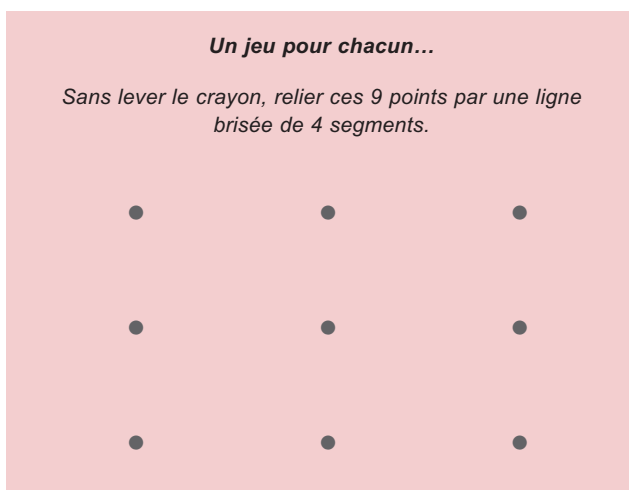 Un jeu pour chacun…
Sans lever le crayon, relier ces 9 points par une ligne
brisée de 4 segments.